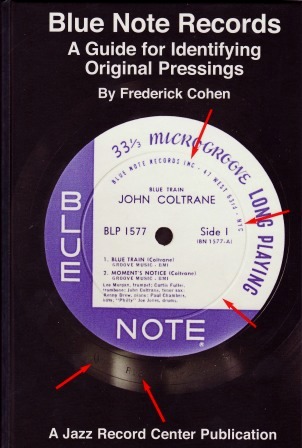 Blue Note Records
A Guide for Identifying
Original Pressings
By Frederick Cohen
33⅓ MICROGROOVE LONG PLAYING
BLUE NOTE RECORDS INC • 47 WEST 63rd NYC
BLUE TRAIN
JOHN COLTRANE
BLP 1577
Side 1
(BN 1577-A)
1. BLUE TRAIN (Coltrane)
GROOVE MUSIC - BMI
2. MOMENT'S NOTICE (Coltrane)
GROOVE MUSIC - BMI
Lee Morgan, trumpet; Curtis Fuller,
trombone; John Coltrane, tenor sax;
Kenny Drew, piano; Paul Chambers,
"Philly" Joe Jones, drums.
BLUE
NOTE
A Jazz Record Center Publication